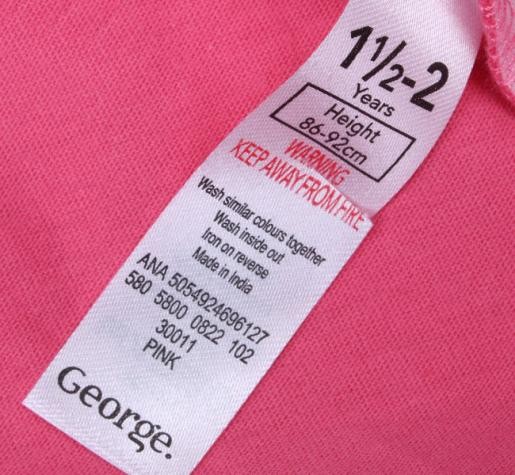 1½-2
Years
Height
86-92cm
WARNING
KEEP AWAY FROM FIRE
Wash similar colours together
Wash inside out
Iron on reverse
Made in India
ANA 5054924696127
580 5800 0822 102
30011
PINK
George.